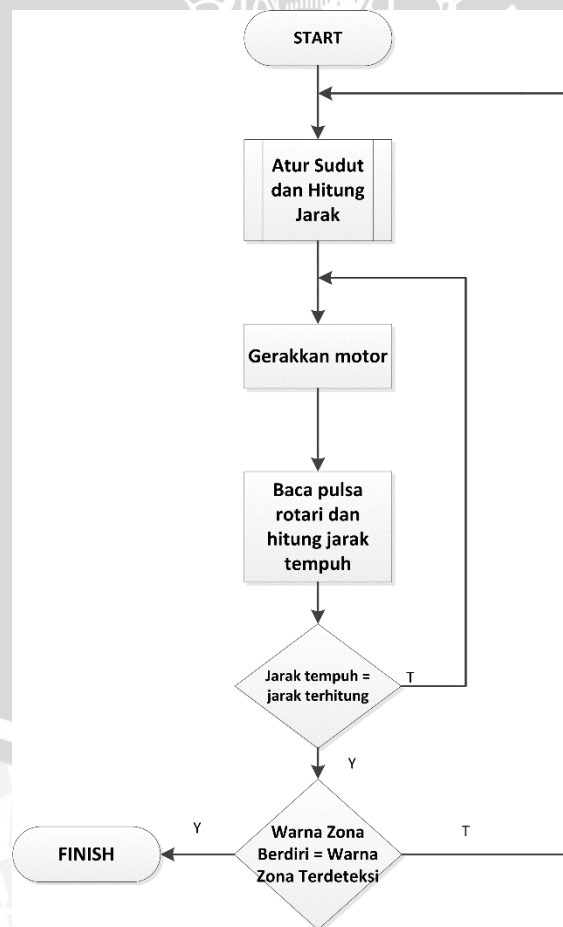 START
Atur Sudut
dan Hitung
Jarak
Gerakkan motor
Baca pulsa
rotari dan
hitung jarak
tempuh
Jarak tempuh =
jarak terhitung
T
Y
Warna Zona
Berdiri = Warna
Zona Terdeteksi
Y
T
FINISH